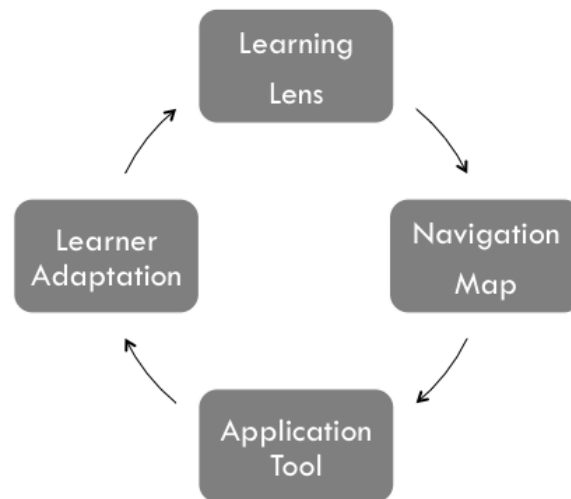 Learning
Lens
Navigation
Map
Application
Tool
Learner
Adaptation